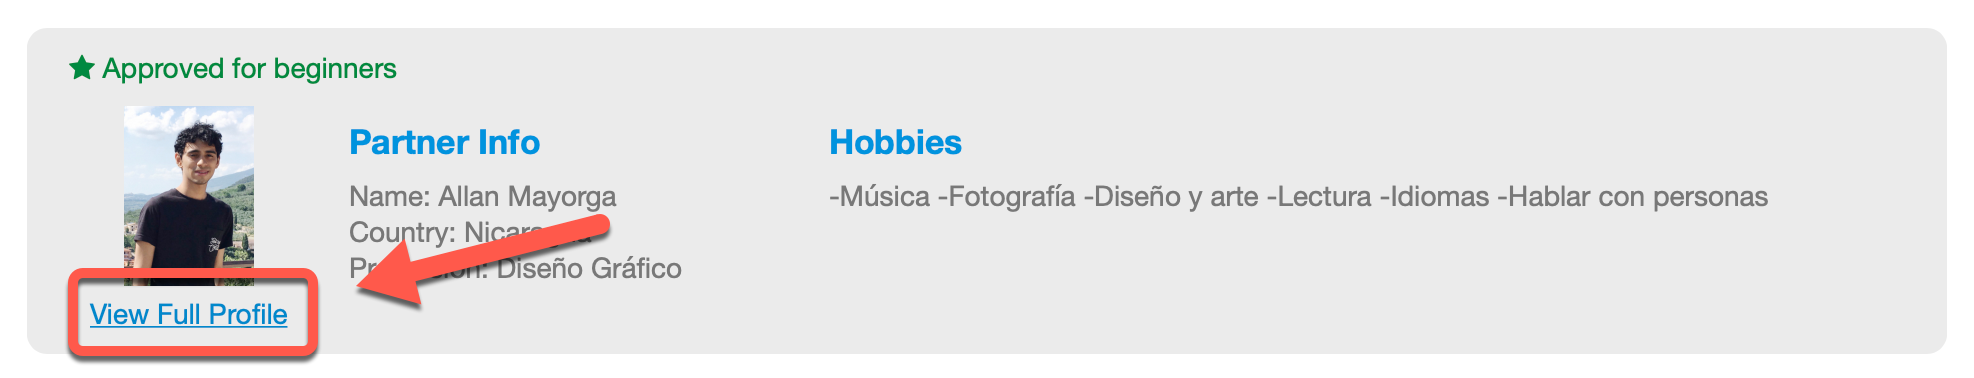 Approved for beginners
Partner Info
Name: Allan Mayorga
Country: Nicaragua
Diseño Gráfico
View Full Profile
Hobbies
-Música -Fotografía -Diseño y arte -Lectura -Idiomas -Hablar con personas